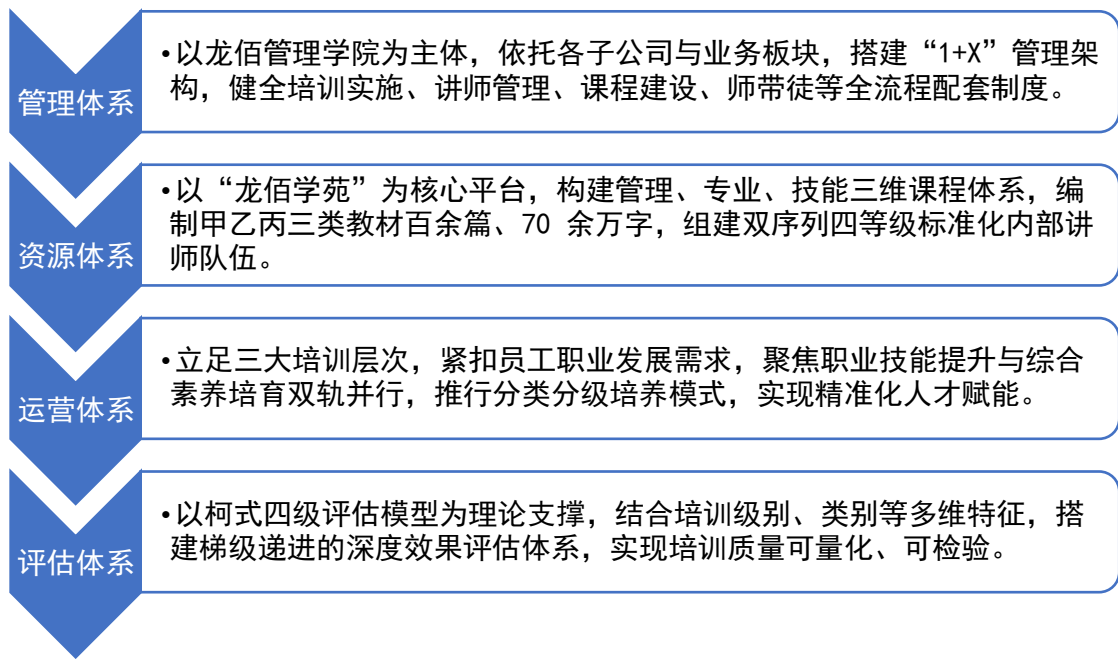 管理体系
•以龙佰管理学院为主体，依托各子公司与业务板块，搭建“1+X”管理架
构，健全培训实施、讲师管理、课程建设、师带徒等全流程配套制度。
资源体系
•以“龙佰学苑”为核心平台，构建管理、专业、技能三维课程体系，编
制甲乙丙三类教材百余篇、70 余万字，组建双序列四等级标准化内部讲
师队伍。
运营体系
•立足三大培训层次，紧扣员工职业发展需求，聚焦职业技能提升与综合
素养培育双轨并行，推行分类分级培养模式，实现精准化人才赋能。
评估体系
•以柯式四级评估模型为理论支撑，结合培训级别、类别等多维特征，搭
建梯级递进的深度效果评估体系，实现培训质量可量化、可检验。